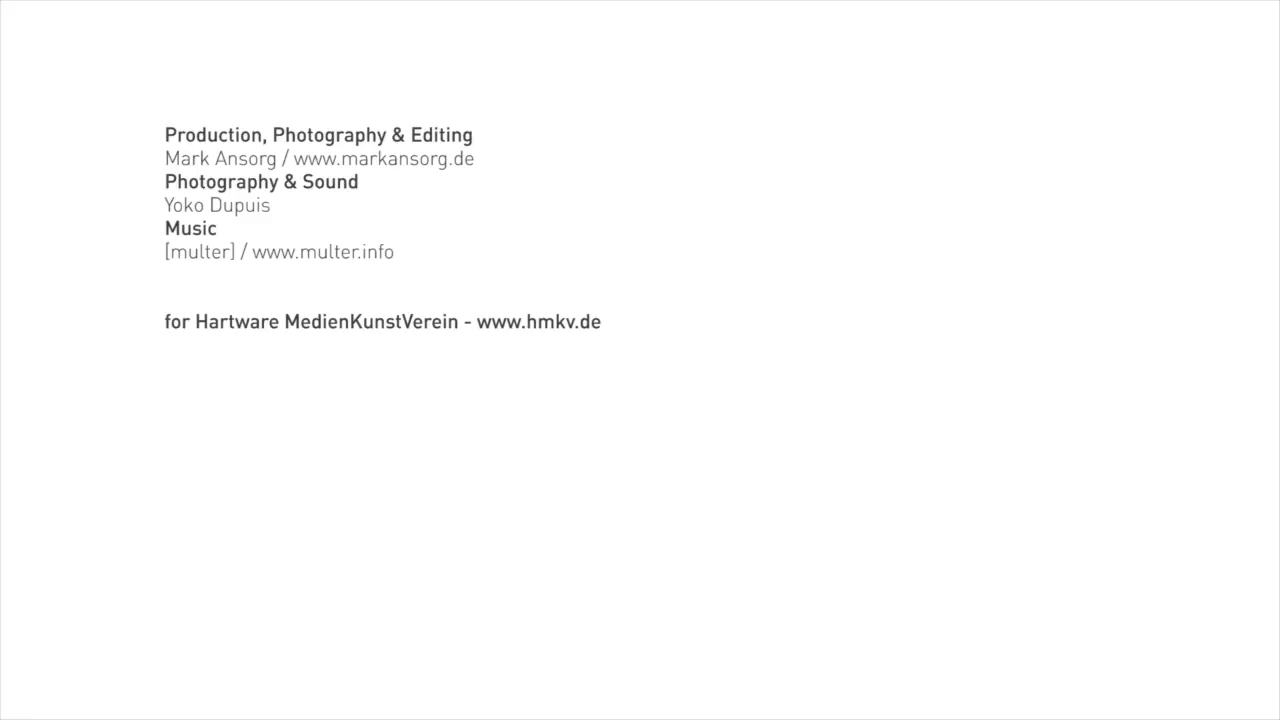 Production, Photography & Editing
Mark Ansorg / www.markansorg.de
Photography & Sound
Yoko Dupuis
Music
[multer] / www.multer.info
for Hartware MedienKunstVerein - www.hmkv.de